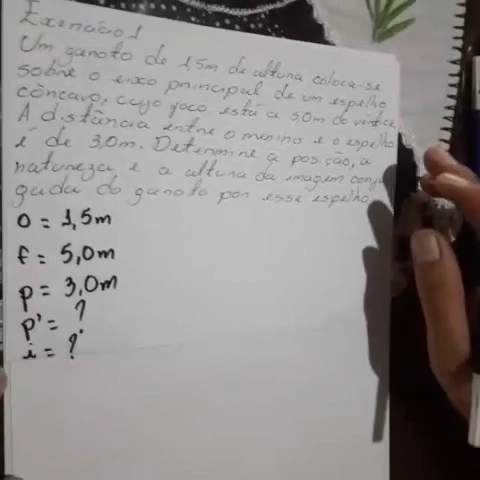 Exercício 1
Um garoto de 1,5m de altura coloca-se
sobre o eixo principal de um espelho
côncavo, cujo foco está a 5,0m do vértice
A distância entre o menino e o espelho
é de 3,0m. Determine a posição, a
natureza e a altura da imagem conju
gada do garoto por esse espelho
o = 1,5m
f = 5,0m
p = 3,0m
p' = ?
i = ?